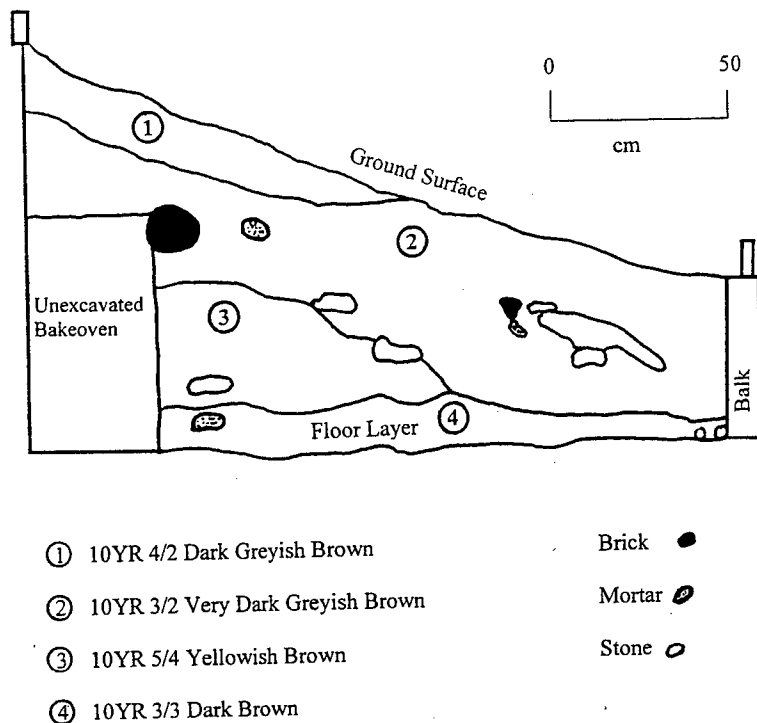 0 50
cm
①
Ground Surface
②
Unexcavated
Bakeoven
③
Balk
④
Floor Layer
① 10YR 4/2 Dark Greyish Brown
② 10YR 3/2 Very Dark Greyish Brown
③ 10YR 5/4 Yellowish Brown
④ 10YR 3/3 Dark Brown
Brick
Mortar
Stone